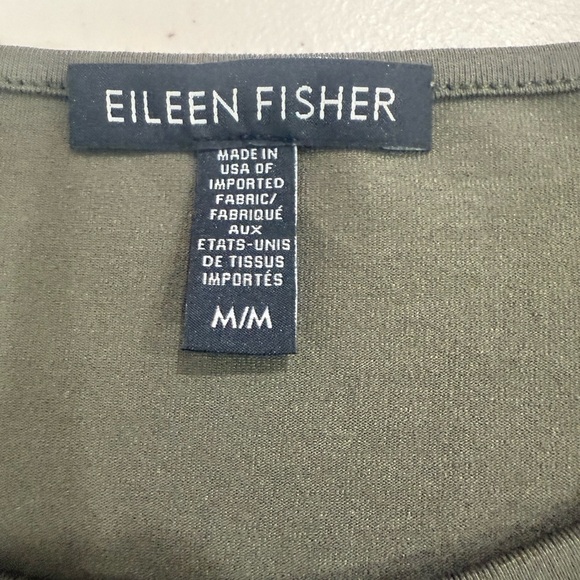 EILEEN FISHER
MADE IN
USA OF
IMPORTED
FABRIC/
FABRIQUÉ
AUX
ETATS-UNIS
DE TISSUS
IMPORTÉS
M/M